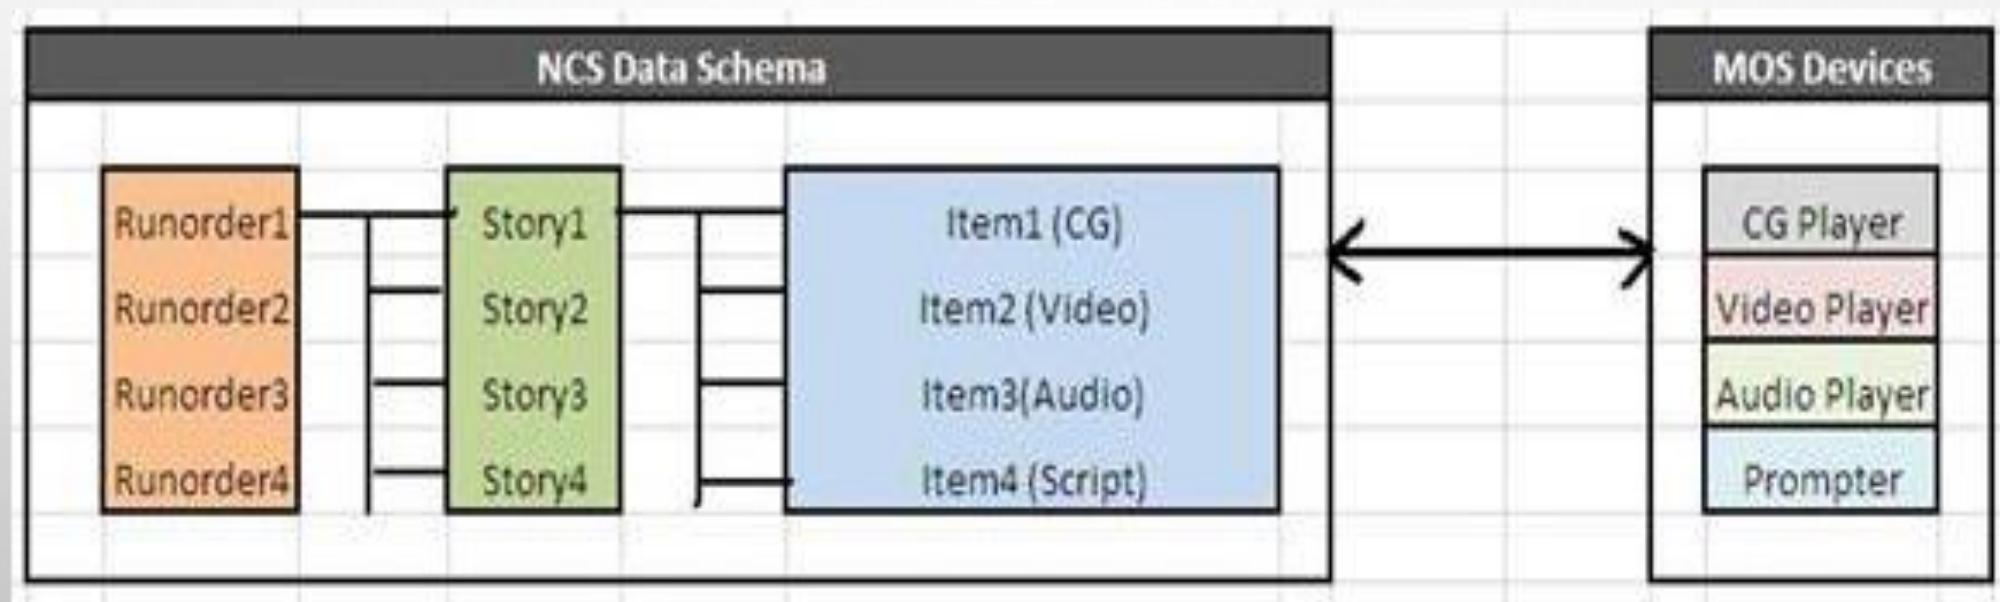 NCS Data Schema
MOS Devices
Runorder1
Runorder2
Runorder3
Runorder4
Story1
Story2
Story3
Story4
Item1 (CG)
Item2 (Video)
Item3(Audio)
Item4 (Script)
CG Player
Video Player
Audio Player
Prompter